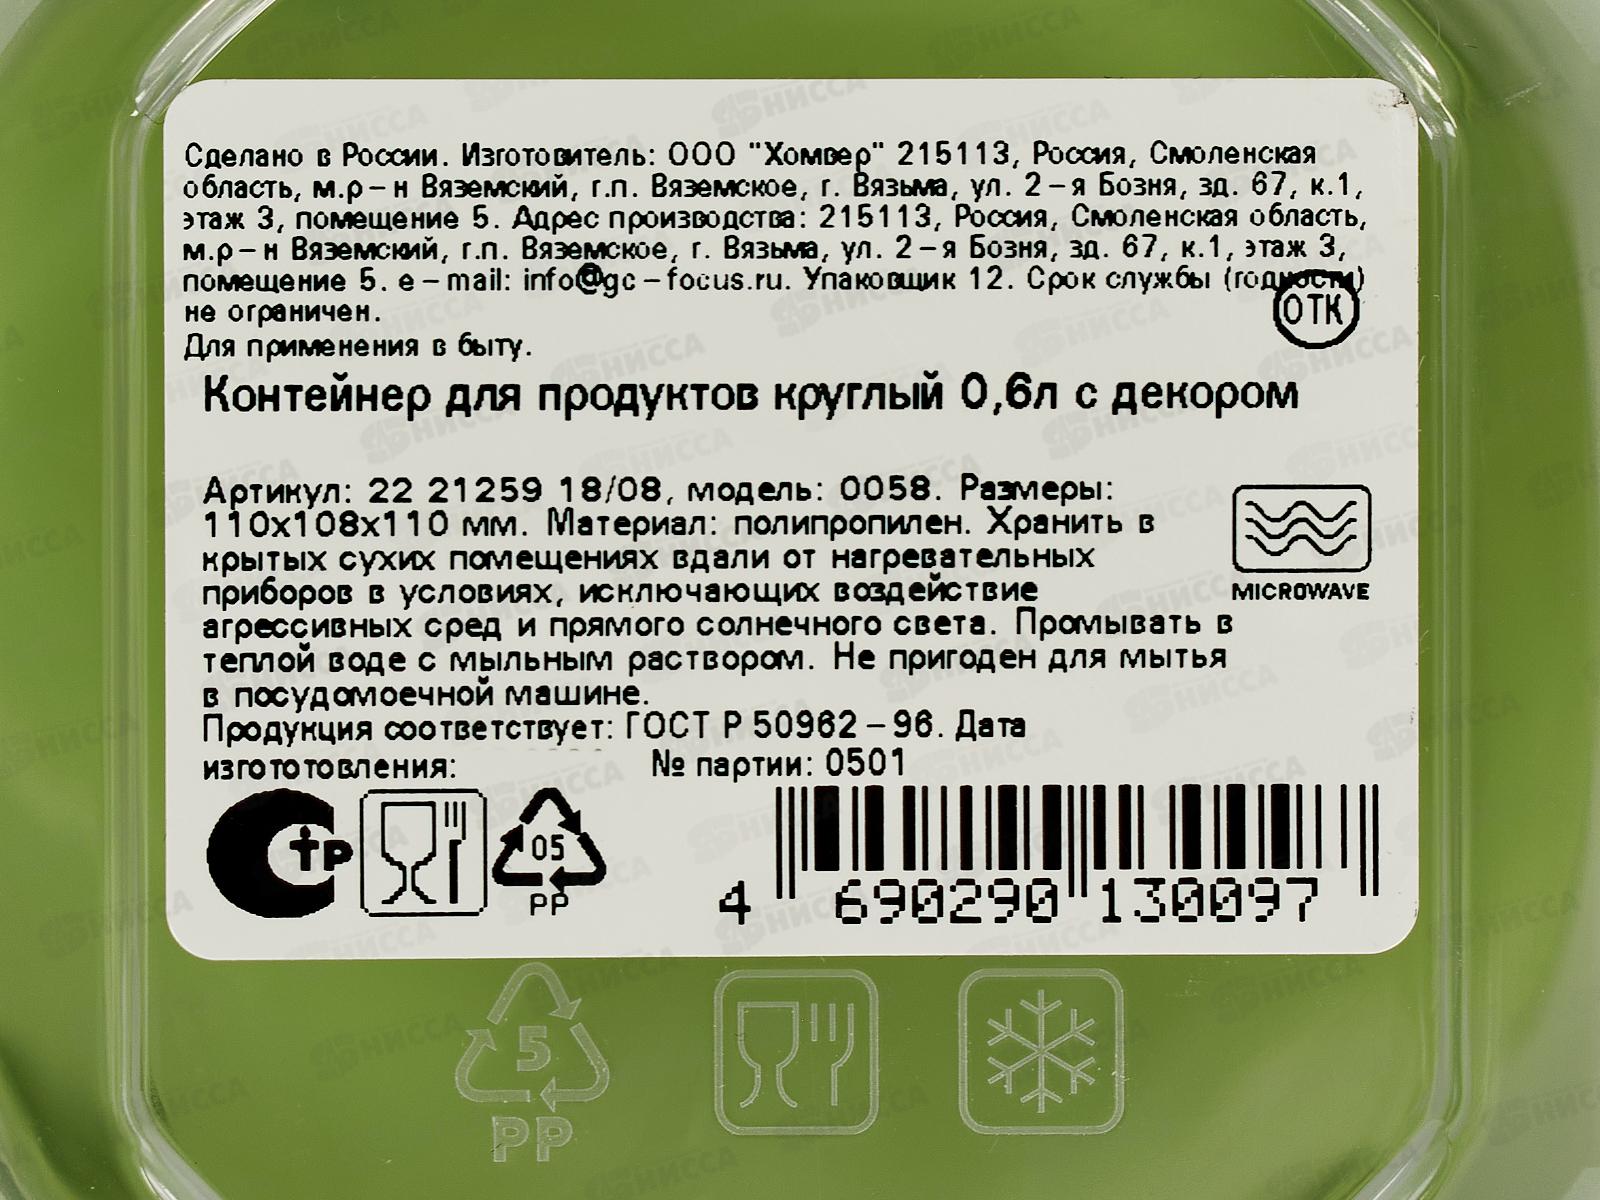 Сделано в России. Изготовитель: ООО "Хомвер" 215113, Россия, Смоленская
область, м.р-н Вяземский, г.п. Вяземское, г. Вязьма, ул. 2-я Бозня, зд. 67, к.1,
этаж 3, помещение 5. Адрес производства: 215113, Россия, Смоленская область,
м.р-н Вяземский, г.п. Вяземское, г. Вязьма, ул. 2-я Бозня, зд. 67, к.1, этаж 3,
помещение 5. e-mail: info@gc-focus.ru. Упаковщик 12. Срок службы (годности)
не ограничен.
ОТК
Для применения в быту.
Контейнер для продуктов круглый 0,6л с декором
Артикул: 22 21259 18/08, модель: 0058. Размеры:
110x108x110 мм. Материал: полипропилен. Хранить в
крытых сухих помещениях вдали от нагревательных
приборов в условиях, исключающих воздействие
агрессивных сред и прямого солнечного света. Промывать в
теплой воде с мыльным раствором. Не пригоден для мытья
в посудомоечной машине.
MICROWAVE
Продукция соответствует: ГОСТ Р 50962-96. Дата
изгототовления: № партии: 0501
СТР
05
PP
4 690290 130097
5
PP
НИССА